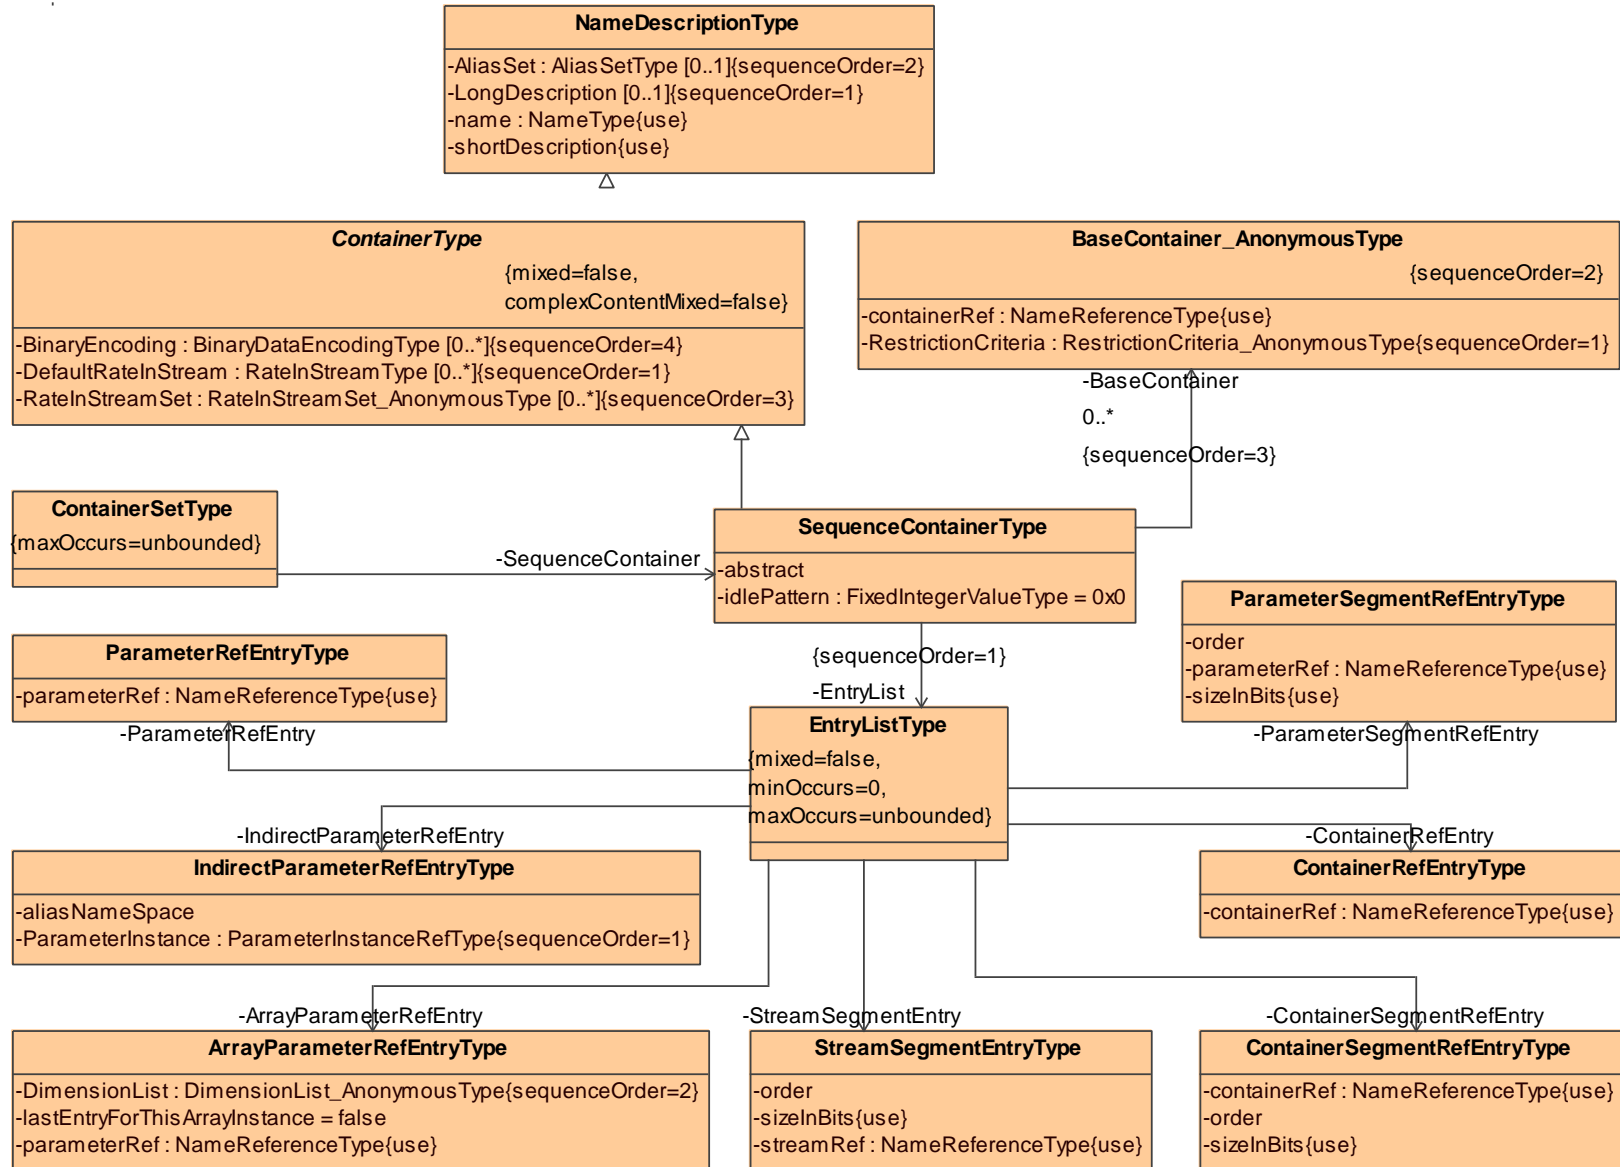 NameDescriptionType
-AliasSet : AliasSetType [0..1]{sequenceOrder=2}
-LongDescription [0..1]{sequenceOrder=1}
-name : NameType{use}
-shortDescription{use}
ContainerType
{mixed=false,
complexContentMixed=false}
-BinaryEncoding : BinaryDataEncodingType [0..*]{sequenceOrder=4}
-DefaultRateInStream : RateInStreamType [0..*]{sequenceOrder=1}
-RateInStreamSet : RateInStreamSet_AnonymousType [0..*]{sequenceOrder=3}
BaseContainer_AnonymousType
{sequenceOrder=2}
-containerRef : NameReferenceType{use}
-RestrictionCriteria : RestrictionCriteria_AnonymousType{sequenceOrder=1}
-BaseContainer
0..*
{sequenceOrder=3}
ContainerSetType
{maxOccurs=unbounded}
-SequenceContainer
SequenceContainerType
-abstract
-idlePattern : FixedIntegerValueType = 0x0
{sequenceOrder=1}
-EntryList
ParameterSegmentRefEntryType
-order
-parameterRef : NameReferenceType{use}
-sizeInBits{use}
-ParameterSegmentRefEntry
ParameterRefEntryType
-parameterRef : NameReferenceType{use}
-ParameterRefEntry
EntryListType
{mixed=false,
minOccurs=0,
maxOccurs=unbounded}
-IndirectParameterRefEntry
IndirectParameterRefEntryType
-aliasNameSpace
-ParameterInstance : ParameterInstanceRefType{sequenceOrder=1}
-ContainerRefEntry
ContainerRefEntryType
-containerRef : NameReferenceType{use}
-ArrayParameterRefEntry
ArrayParameterRefEntryType
-DimensionList : DimensionList_AnonymousType{sequenceOrder=2}
-lastEntryForThisArrayInstance = false
-parameterRef : NameReferenceType{use}
-StreamSegmentEntry
StreamSegmentEntryType
-order
-sizeInBits{use}
-streamRef : NameReferenceType{use}
-ContainerSegmentRefEntry
ContainerSegmentRefEntryType
-containerRef : NameReferenceType{use}
-order
-sizeInBits{use}